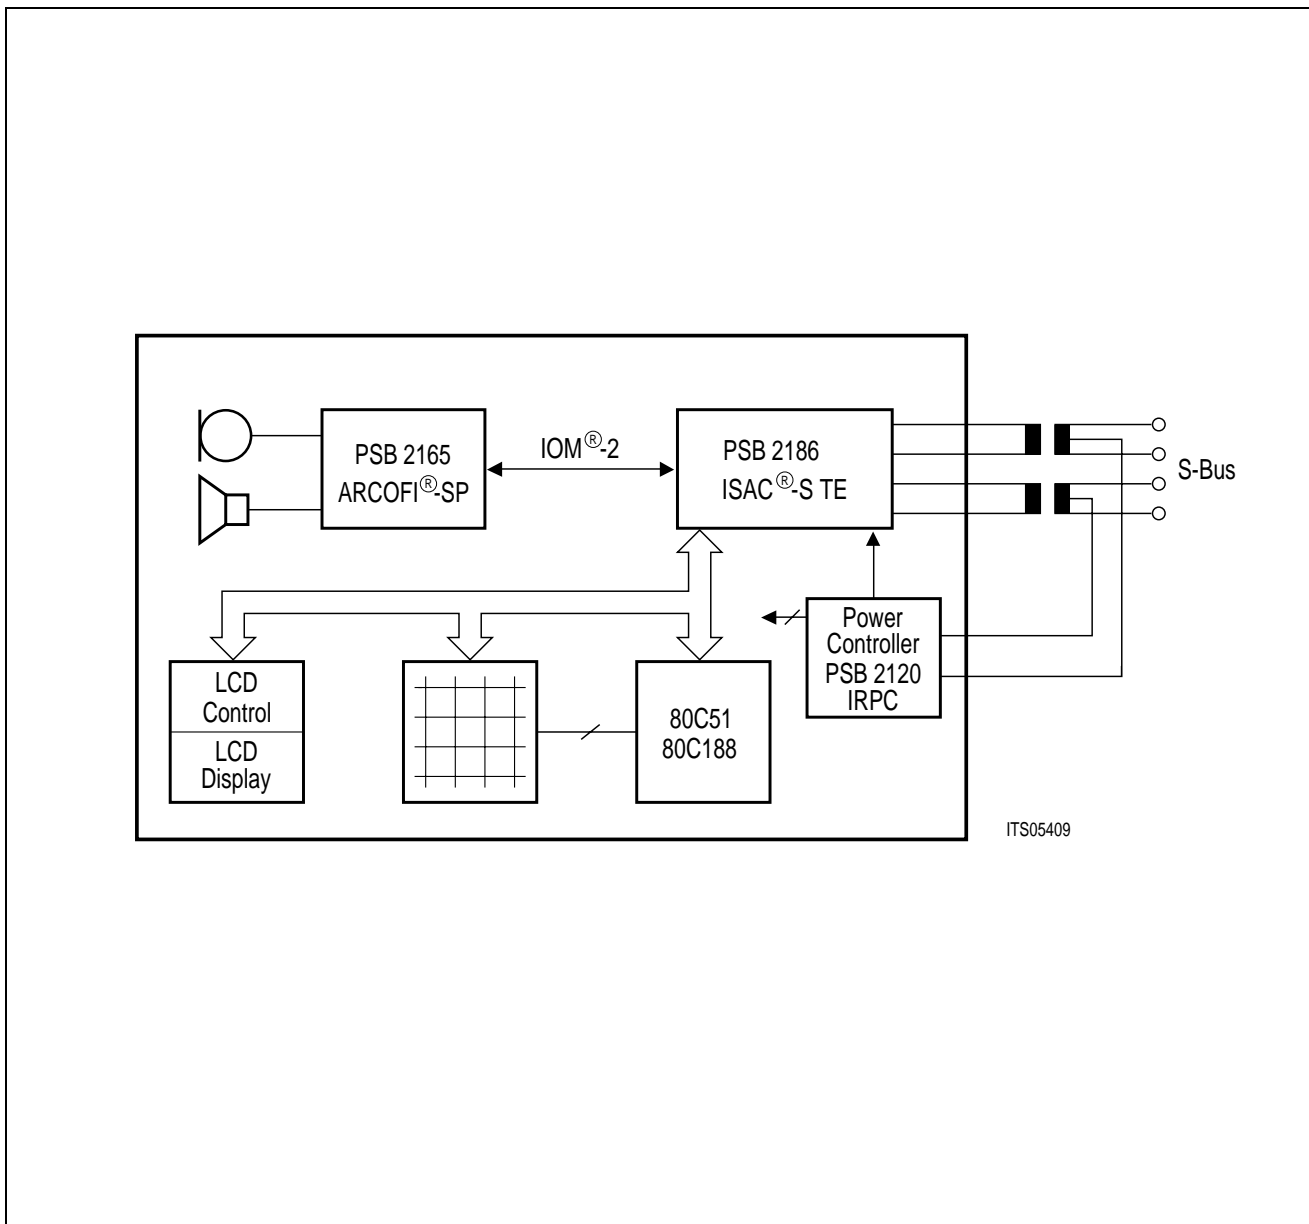 PSB 2165
ARCOFI®-SP
IOM®-2
PSB 2186
ISAC®-S TE
S-Bus
Power
Controller
PSB 2120
IRPC
LCD
Control
LCD
Display
80C51
80C188
ITS05409